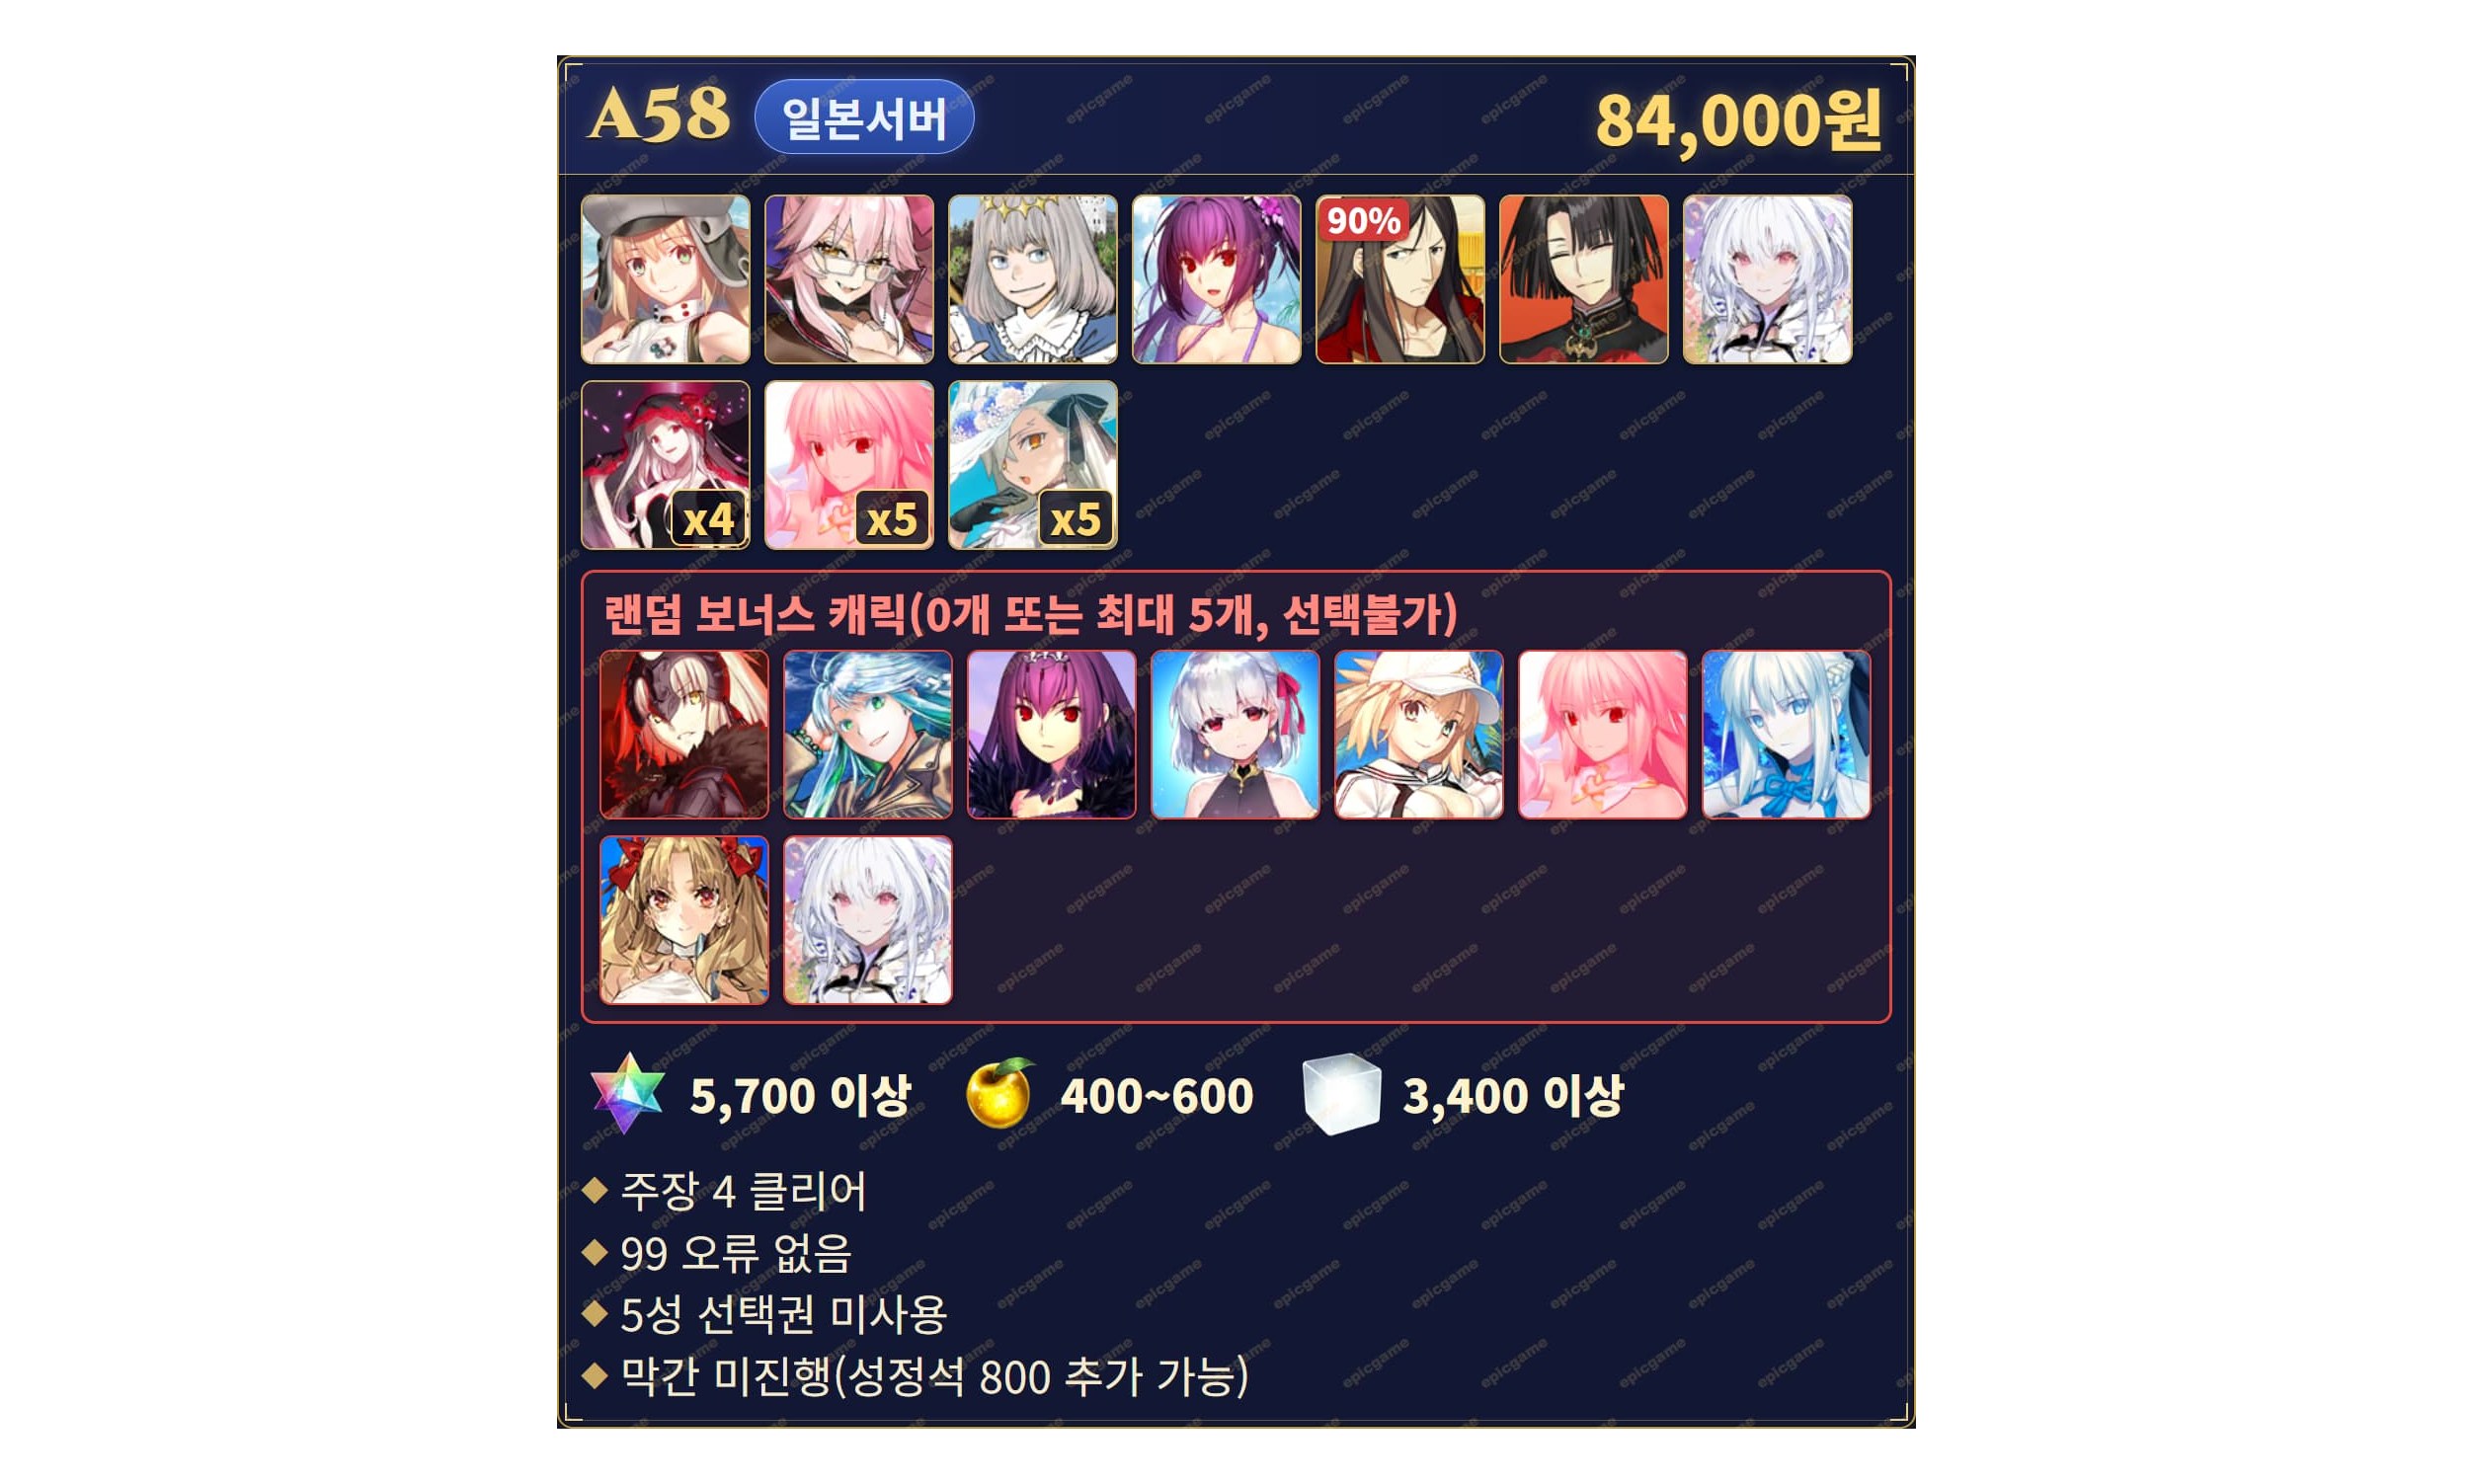 A58 일본서버 84,000원
90%
x4 x5 x5
랜덤 보너스 캐릭(0개 또는 최대 5개, 선택불가)
5,700 이상 400~600 3,400 이상
주장 4 클리어
99 오류 없음
5성 선택권 미사용
막간 미진행(성정석 800 추가 가능)
epicgame